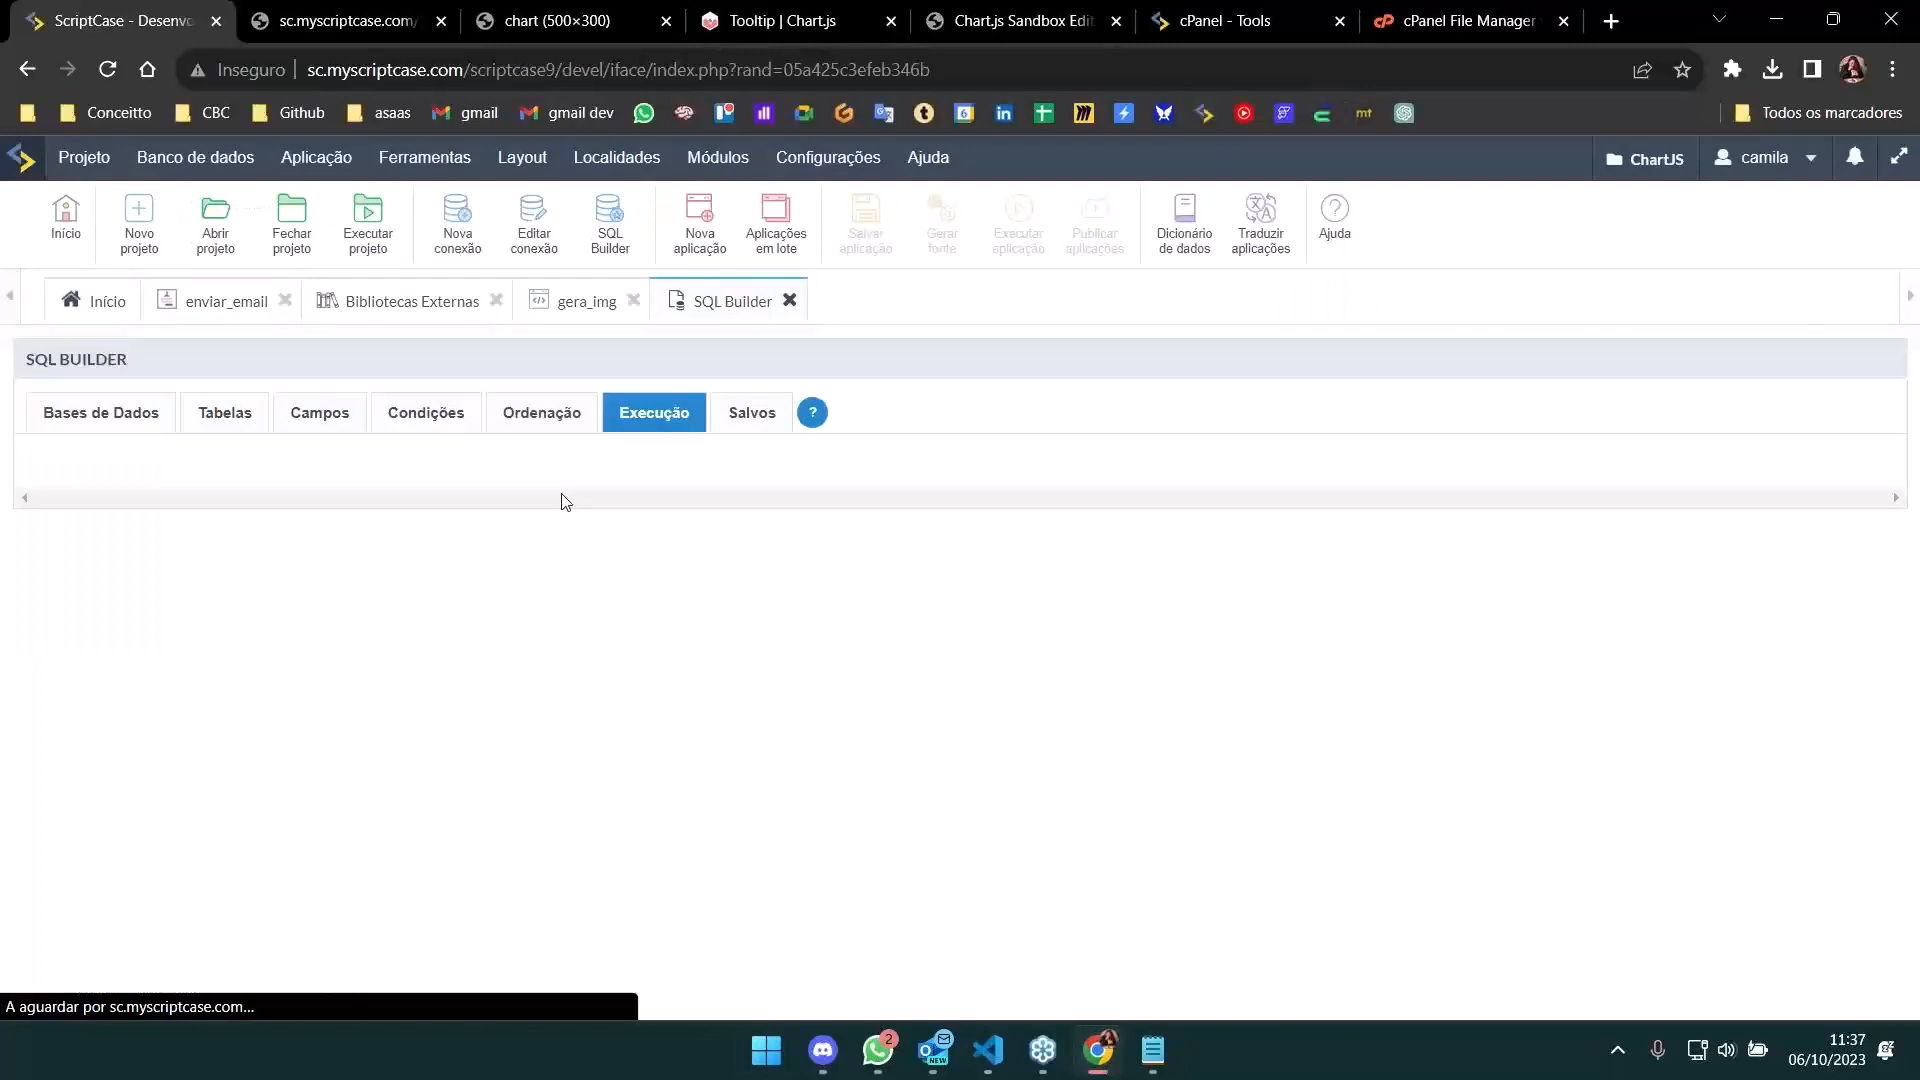 ScriptCase - Desenvo
sc.myscriptcase.com/
chart (500×300)
Tooltip | Chart.js
Chart.js Sandbox Edit
cPanel - Tools
cPanel File Manager
Inseguro
sc.myscriptcase.com/scriptcase9/devel/iface/index.php?rand=05a425c3efeb346b
Conceitto
CBC
Github
asaas
gmail
gmail dev
Todos os marcadores
Projeto
Banco de dados
Aplicação
Ferramentas
Layout
Localidades
Módulos
Configurações
Ajuda
ChartJS
camila
Início
Novo
projeto
Abrir
projeto
Fechar
projeto
Executar
projeto
Nova
conexão
Editar
conexão
SQL
Builder
Nova
aplicação
Aplicações
em lote
Salvar
aplicação
Gerar
fonte
Executar
aplicação
Publicar
aplicações
Dicionário
de dados
Traduzir
aplicações
Ajuda
Início
enviar_email
Bibliotecas Externas
gera_img
SQL Builder
SQL BUILDER
Bases de Dados
Tabelas
Campos
Condições
Ordenação
Execução
Salvos
?
A aguardar por sc.myscriptcase.com...
2
NEW
11:37
06/10/2023